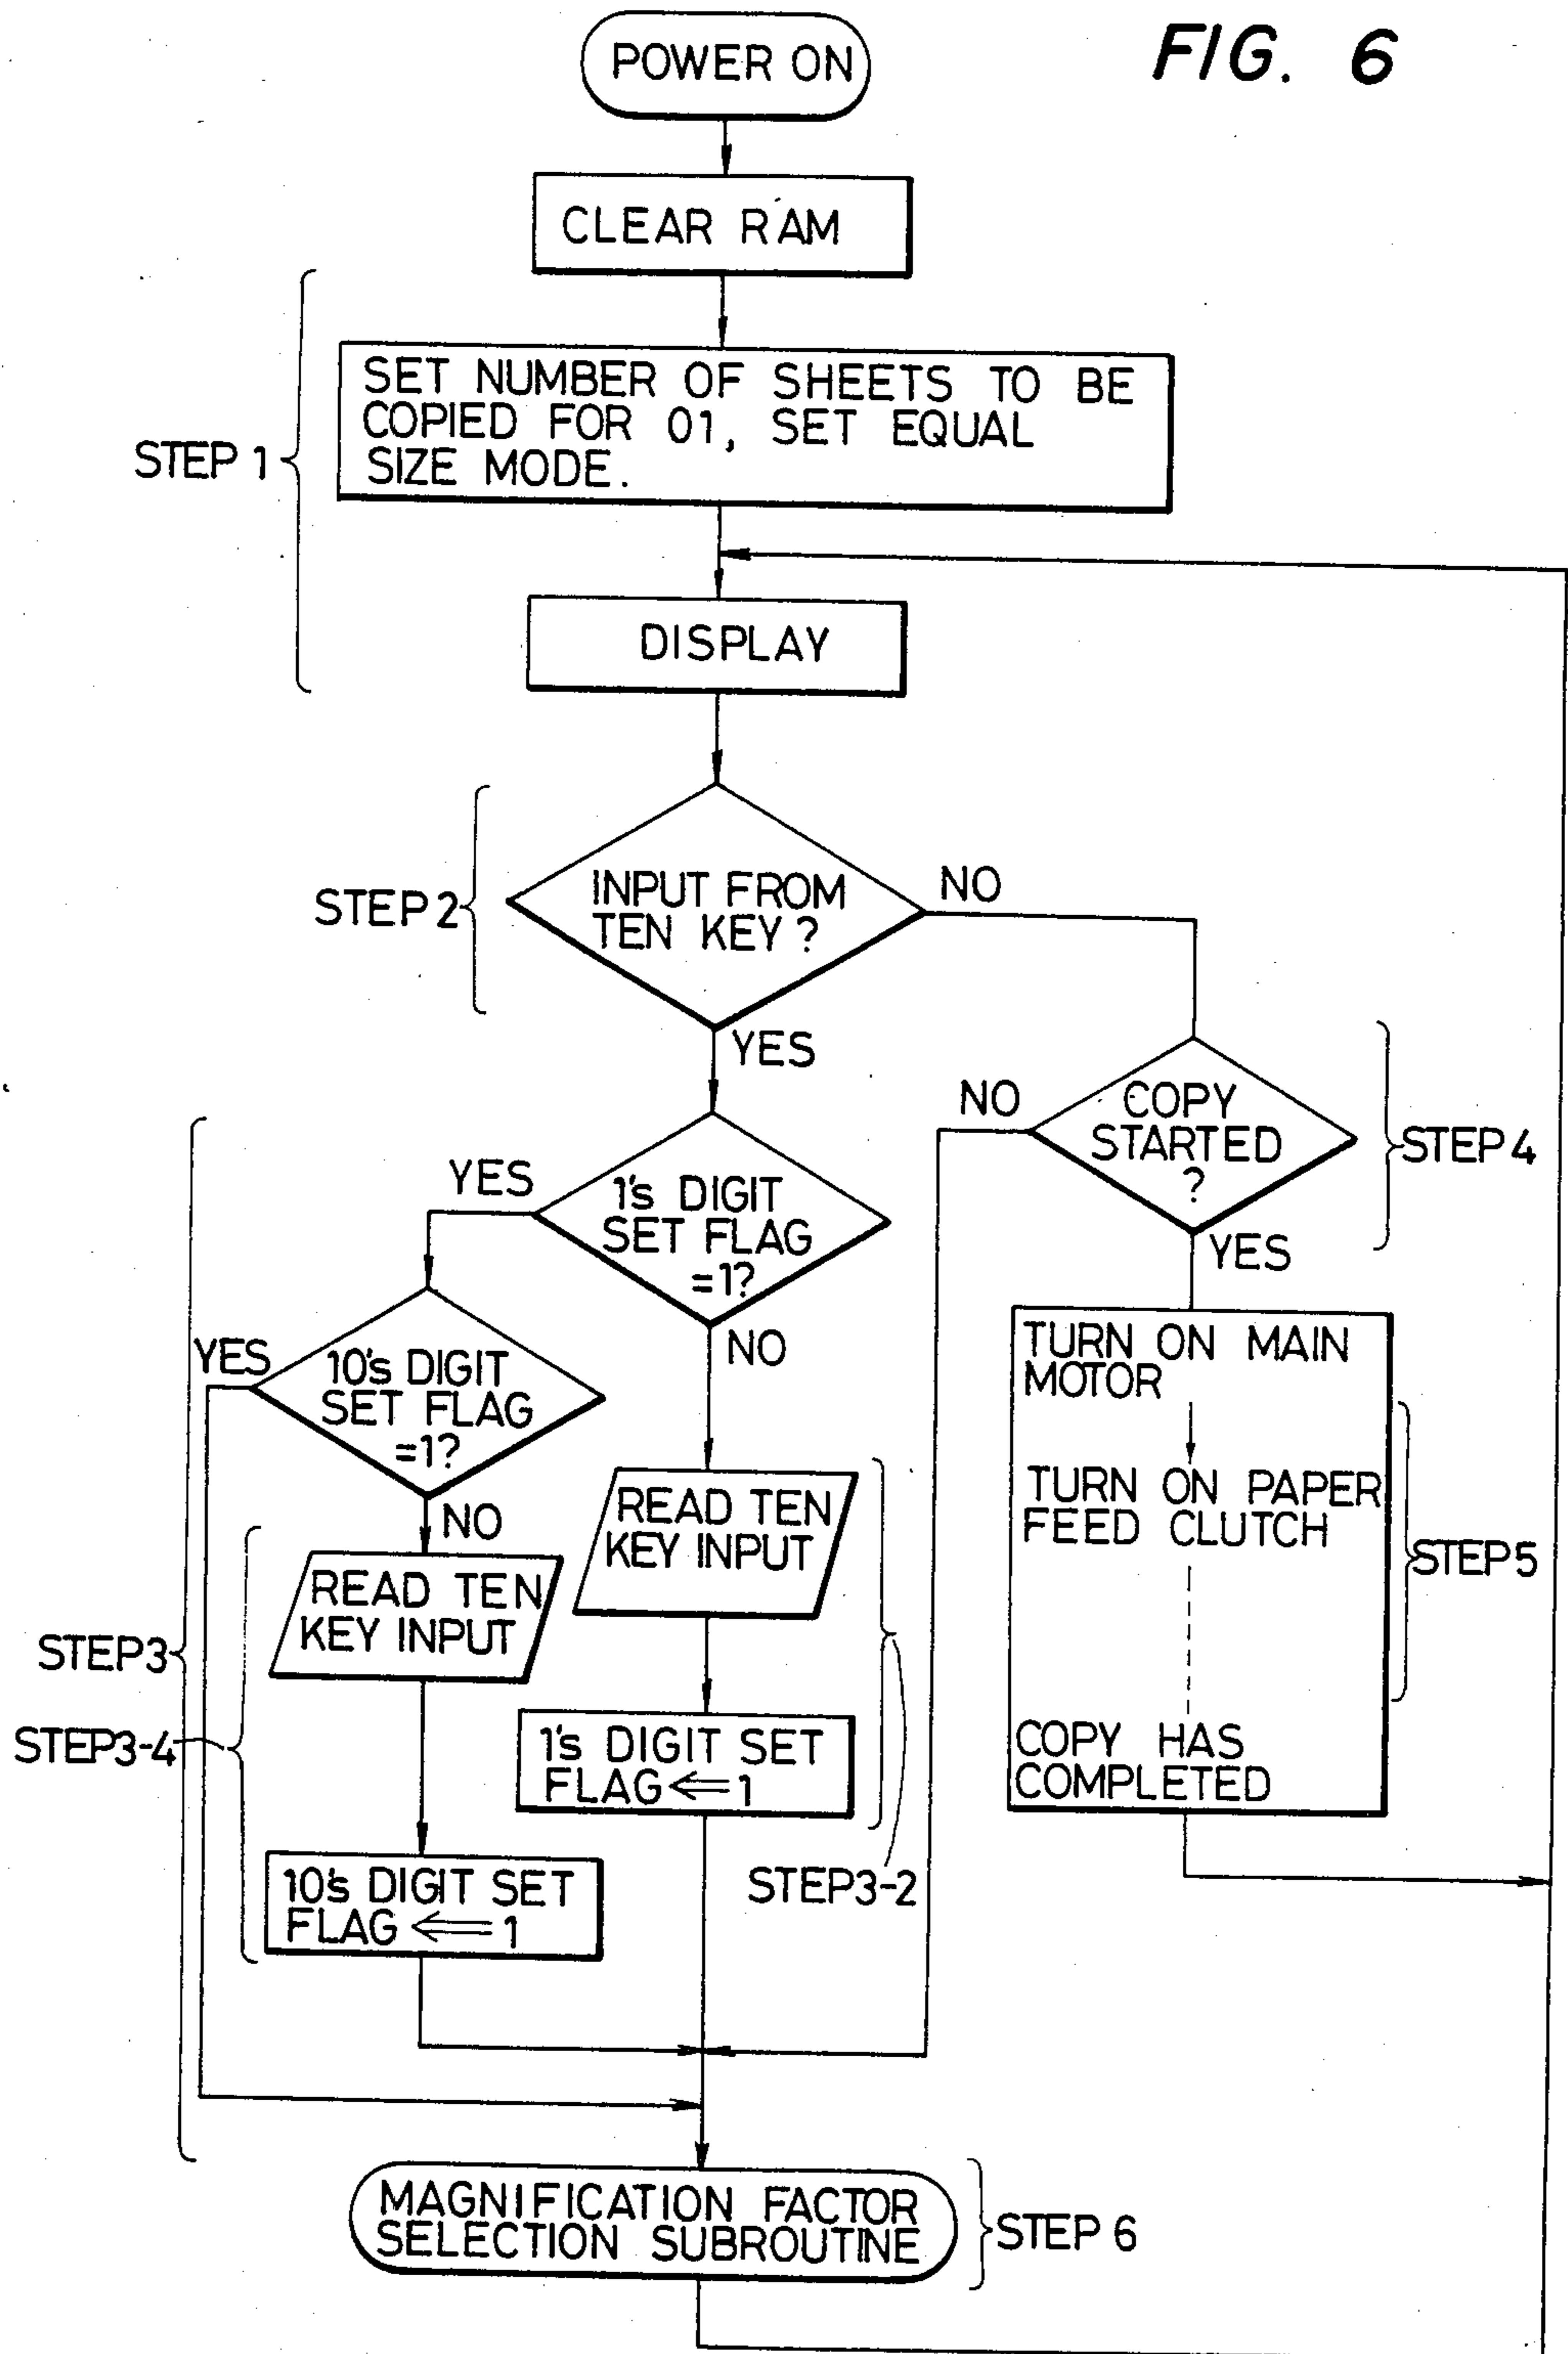 FIG. 6
POWER ON
CLEAR RAM
STEP 1
SET NUMBER OF SHEETS TO BE
COPIED FOR 01, SET EQUAL
SIZE MODE.
DISPLAY
STEP 2
INPUT FROM
TEN KEY ?
NO
YES
NO
COPY
STARTED
?
STEP 4
YES
YES
1's DIGIT
SET FLAG
=1?
NO
YES
10's DIGIT
SET FLAG
=1?
NO
TURN ON MAIN
MOTOR
TURN ON PAPER
FEED CLUTCH
STEP 5
COPY HAS
COMPLETED
READ TEN
KEY INPUT
READ TEN
KEY INPUT
STEP3
STEP3-4
1's DIGIT SET
FLAG ⇐ 1
STEP3-2
10's DIGIT SET
FLAG ⇐ 1
MAGNIFICATION FACTOR
SELECTION SUBROUTINE
STEP 6